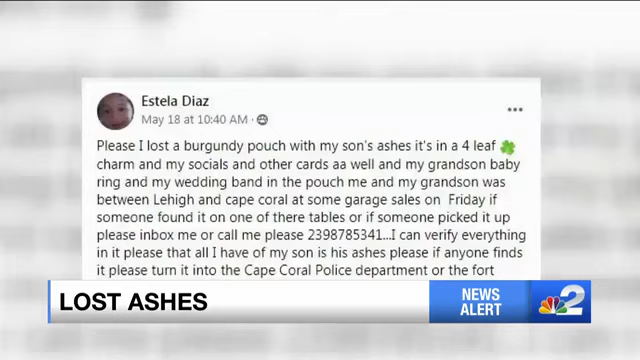 Estela Diaz
May 18 at 10:40 AM ·
Please I lost a burgundy pouch with my son's ashes it's in a 4 leaf 🍀
charm and my socials and other cards aa well and my grandson baby
ring and my wedding band in the pouch me and my grandson was
between Lehigh and cape coral at some garage sales on Friday if
someone found it on one of there tables or if someone picked it up
please inbox me or call me please 2398785341...I can verify everything
in it please that all I have of my son is his ashes please if anyone finds
it please turn it into the Cape Coral Police department or the fort
LOST ASHES
NEWS
ALERT
2